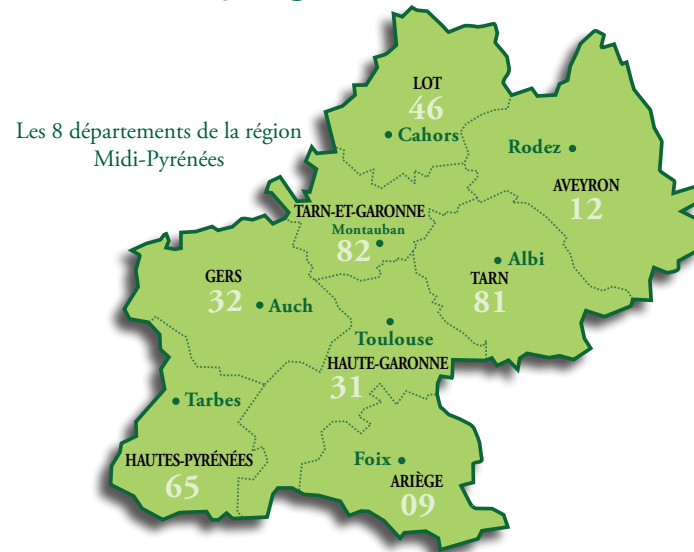 Les 8 départements de la région
Midi-Pyrénées
LOT
46
Cahors
Rodez
AVEYRON
12
TARN-ET-GARONNE
Montauban
82
Albi
TARN
81
GERS
32
Auch
Toulouse
HAUTE-GARONNE
31
Tarbes
HAUTES-PYRÉNÉES
65
Foix
ARIÈGE
09